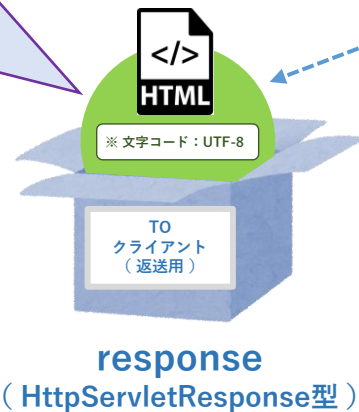 </>
HTML
※ 文字コード：UTF-8
TO
クライアント
（ 返送用 ）
response
（ HttpServletResponse型 ）